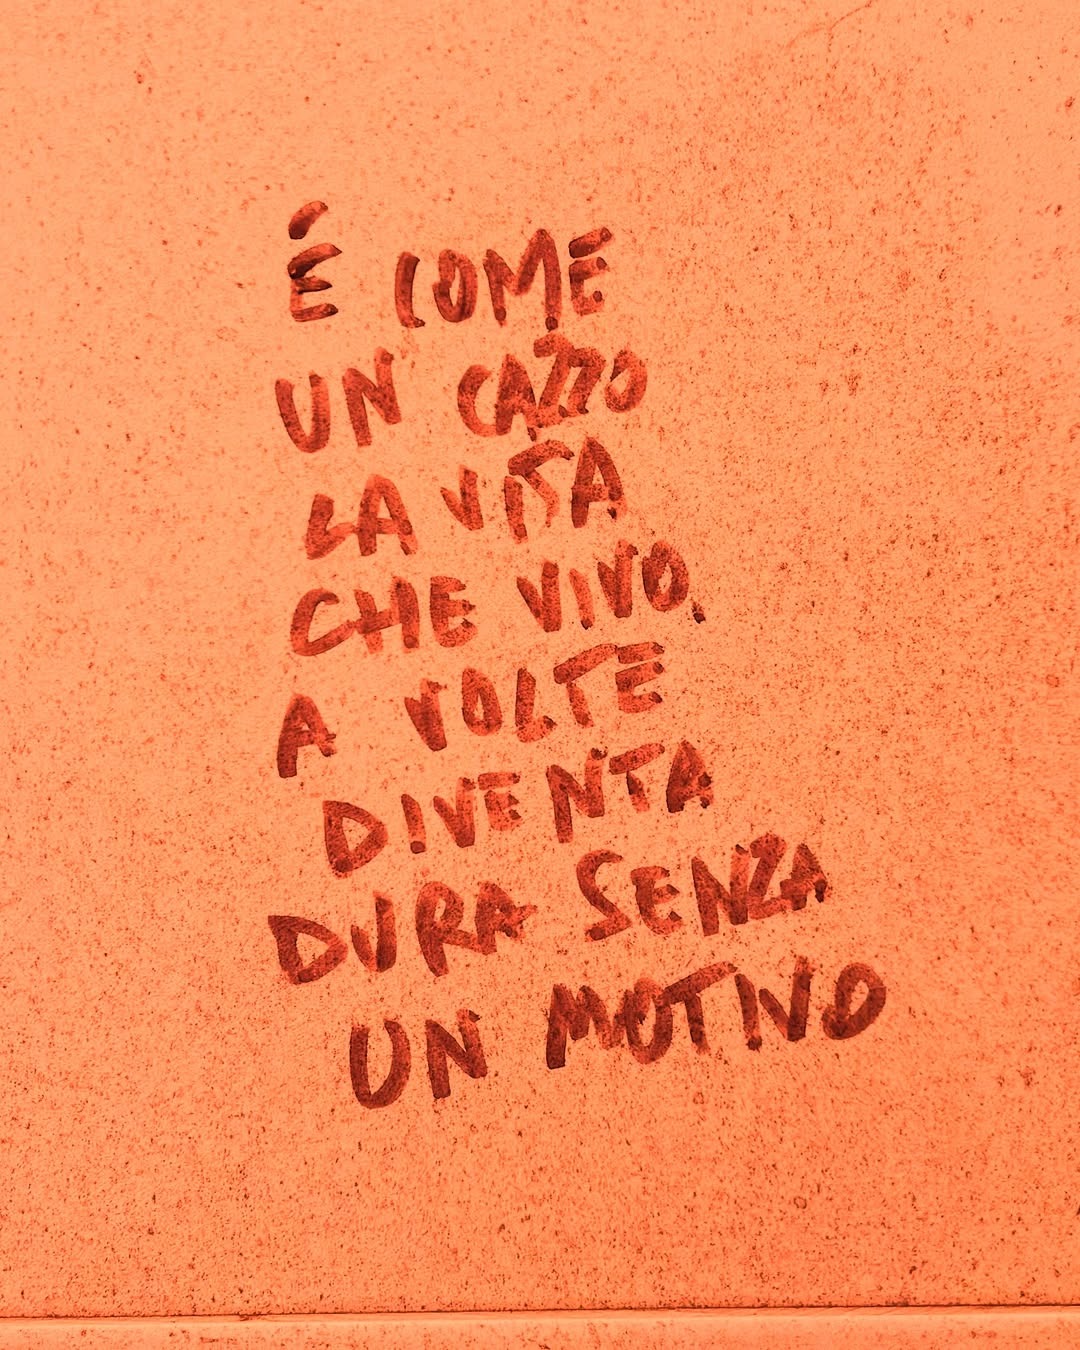 É COME
UN CAZZO
LA VITA
CHE VIVO,
A VOLTE
DIVENTA
DURA SENZA
UN MOTIVO